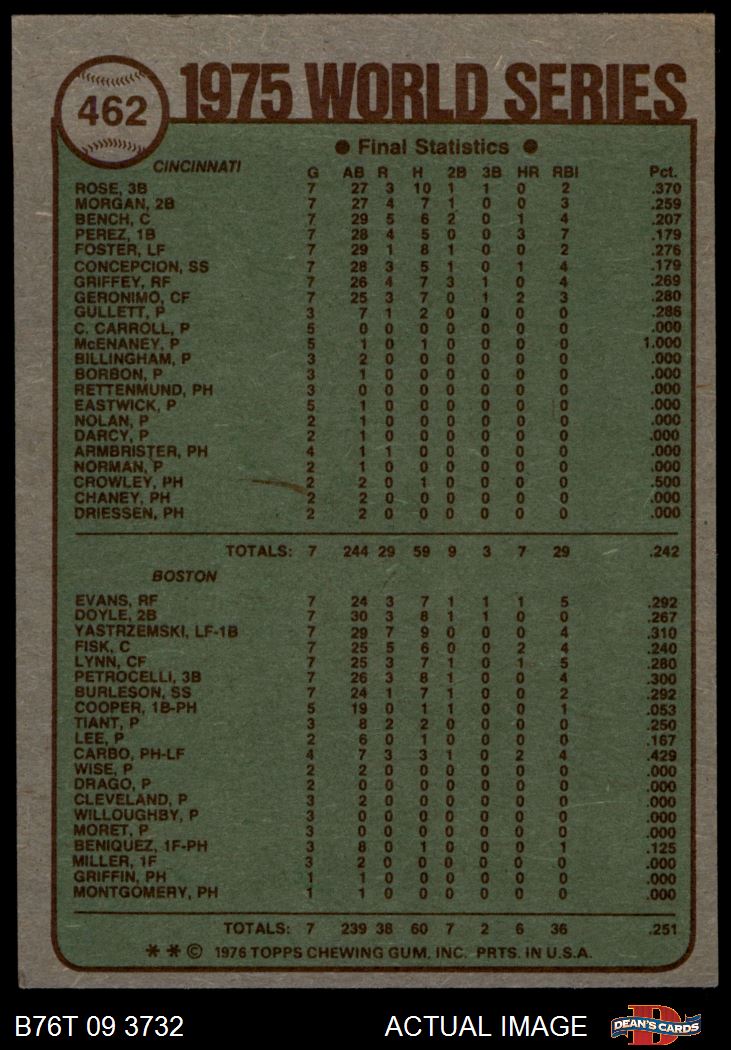 1975 WORLD SERIES
462
● Final Statistics ●
CINCINNATI G AB R H 2B 3B HR RBI Pct.
ROSE, 3B 7 27 3 10 1 1 0 2 .370
MORGAN, 2B 7 27 4 7 1 0 0 3 .259
BENCH, C 7 29 5 6 2 0 1 4 .207
PEREZ, 1B 7 28 4 5 0 0 3 7 .179
FOSTER, LF 7 29 1 8 1 0 0 2 .276
CONCEPCION, SS 7 28 3 5 1 0 1 4 .179
GRIFFEY, RF 7 26 4 7 3 1 0 4 .269
GERONIMO, CF 7 25 3 7 0 1 2 3 .280
GULLETT, P 3 7 1 2 0 0 0 0 .286
C. CARROLL, P 5 0 0 0 0 0 0 0 .000
McENANEY, P 5 1 0 1 0 0 0 0 1.000
BILLINGHAM, P 3 2 0 0 0 0 0 0 .000
BORBON, P 3 1 0 0 0 0 0 0 .000
RETTENMUND, PH 3 0 0 0 0 0 0 0 .000
EASTWICK, P 5 1 0 0 0 0 0 0 .000
NOLAN, P 2 1 0 0 0 0 0 0 .000
DARCY, P 2 1 0 0 0 0 0 0 .000
ARMBRISTER, PH 4 1 1 0 0 0 0 0 .000
NORMAN, P 2 1 0 0 0 0 0 0 .000
CROWLEY, PH 2 2 0 1 0 0 0 0 .500
CHANEY, PH 2 2 0 0 0 0 0 0 .000
DRIESSEN, PH 2 2 0 0 0 0 0 0 .000
TOTALS: 7 244 29 59 9 3 7 29 .242
BOSTON
EVANS, RF 7 24 3 7 1 1 1 5 .292
DOYLE, 2B 7 30 3 8 1 1 0 0 .267
YASTRZEMSKI, LF-1B 7 29 7 9 0 0 0 4 .310
FISK, C 7 25 5 6 0 0 2 4 .240
LYNN, CF 7 25 3 7 1 0 1 5 .280
PETROCELLI, 3B 7 26 3 8 1 0 0 4 .300
BURLESON, SS 7 24 1 7 1 0 0 2 .292
COOPER, 1B-PH 5 19 0 1 1 0 0 1 .053
TIANT, P 3 8 2 2 0 0 0 0 .250
LEE, P 2 6 0 1 0 0 0 0 .167
CARBO, PH-LF 4 7 3 3 1 0 2 4 .429
WISE, P 2 2 0 0 0 0 0 0 .000
DRAGO, P 2 0 0 0 0 0 0 0 .000
CLEVELAND, P 3 2 0 0 0 0 0 0 .000
WILLOUGHBY, P 3 0 0 0 0 0 0 0 .000
MORET, P 3 0 0 0 0 0 0 0 .000
BENIQUEZ, 1F-PH 3 8 0 1 0 0 0 1 .125
MILLER, 1F 3 2 0 0 0 0 0 0 .000
GRIFFIN, PH 1 1 0 0 0 0 0 0 .000
MONTGOMERY, PH 1 1 0 0 0 0 0 0 .000
TOTALS: 7 239 38 60 7 2 6 36 .251
* * © 1976 TOPPS CHEWING GUM, INC. PRTS. IN U.S.A.
B76T 09 3732 ACTUAL IMAGE D DEAN'S CARDS